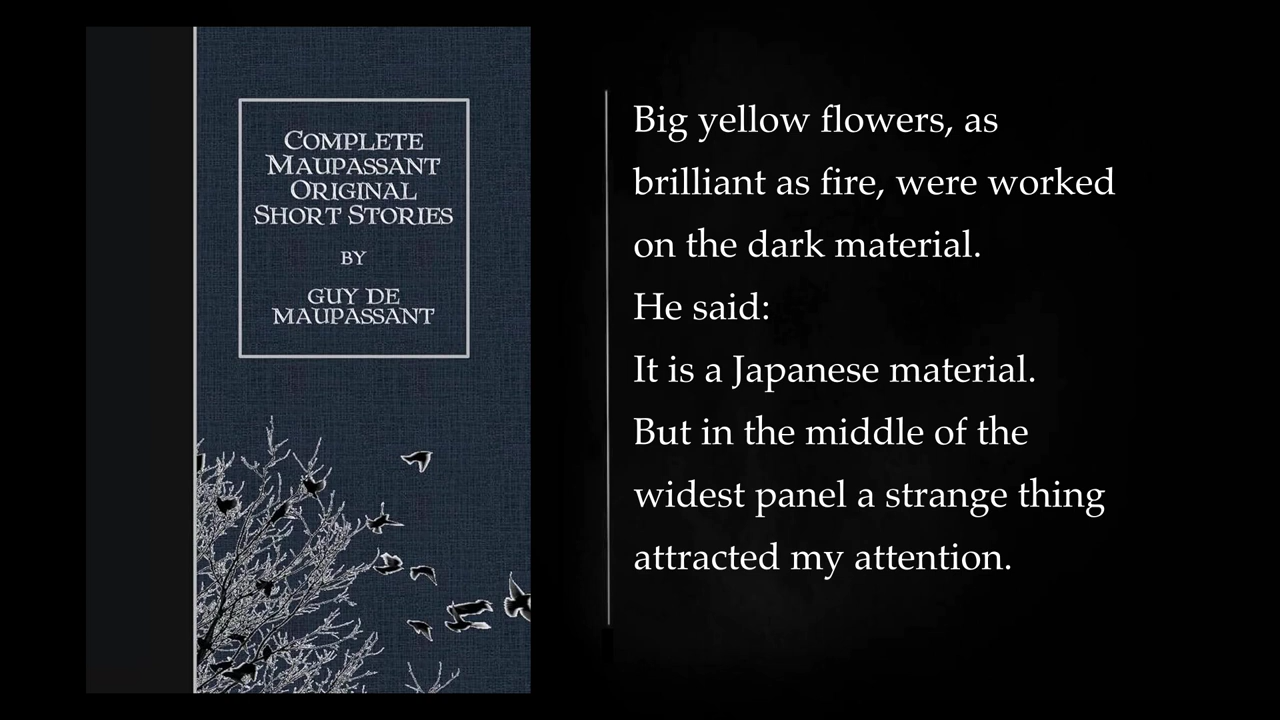 COMPLETE
MAUPASSANT
ORIGINAL
SHORT STORIES
BY
GUY DE
MAUPASSANT
Big yellow flowers, as
brilliant as fire, were worked
on the dark material.
He said:
It is a Japanese material.
But in the middle of the
widest panel a strange thing
attracted my attention.